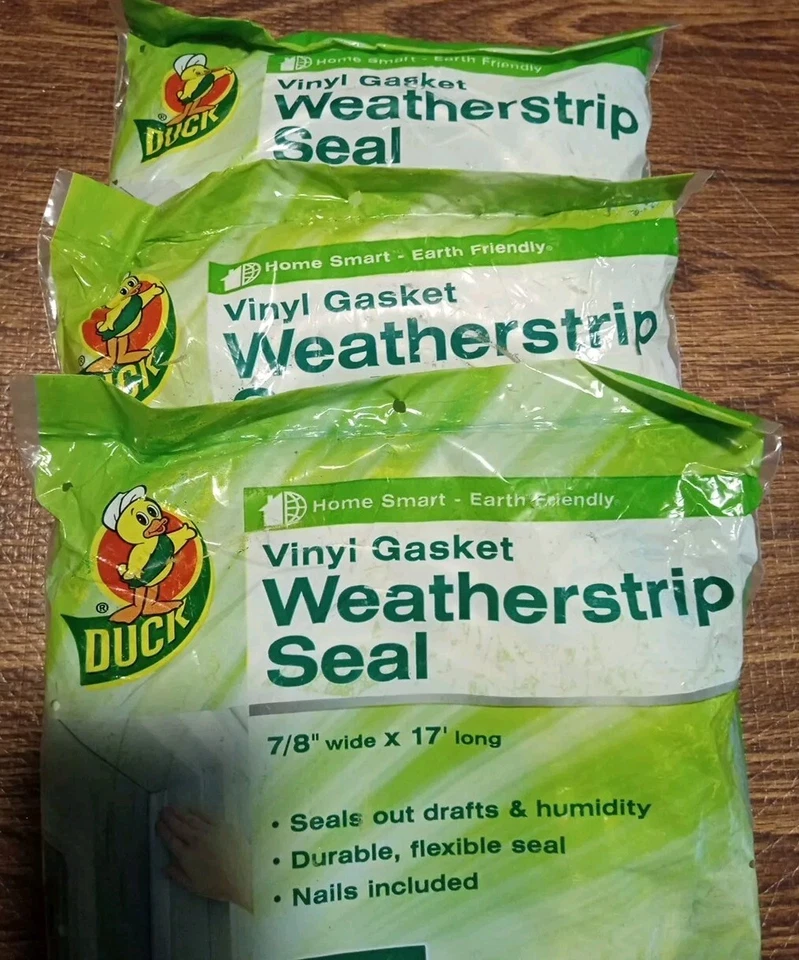 Home Smart - Earth Friendly
Vinyl Gasket
Weatherstrip
Seal
® DUCK
Home Smart - Earth Friendly®
Vinyl Gasket
Weatherstrip
Home Smart - Earth Friendly
Vinyl Gasket
Weatherstrip
Seal
® DUCK
7/8" wide X 17' long
• Seals out drafts & humidity
• Durable, flexible seal
• Nails included